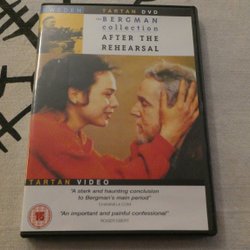 SWEDEN
TARTAN DVD
THE BERGMAN
collection
AFTER THE
REHEARSAL
TARTAN VIDEO
"A stark and haunting conclusion
to Bergman's main period"
"An important and painful confessional"
ROGER EBERT
15